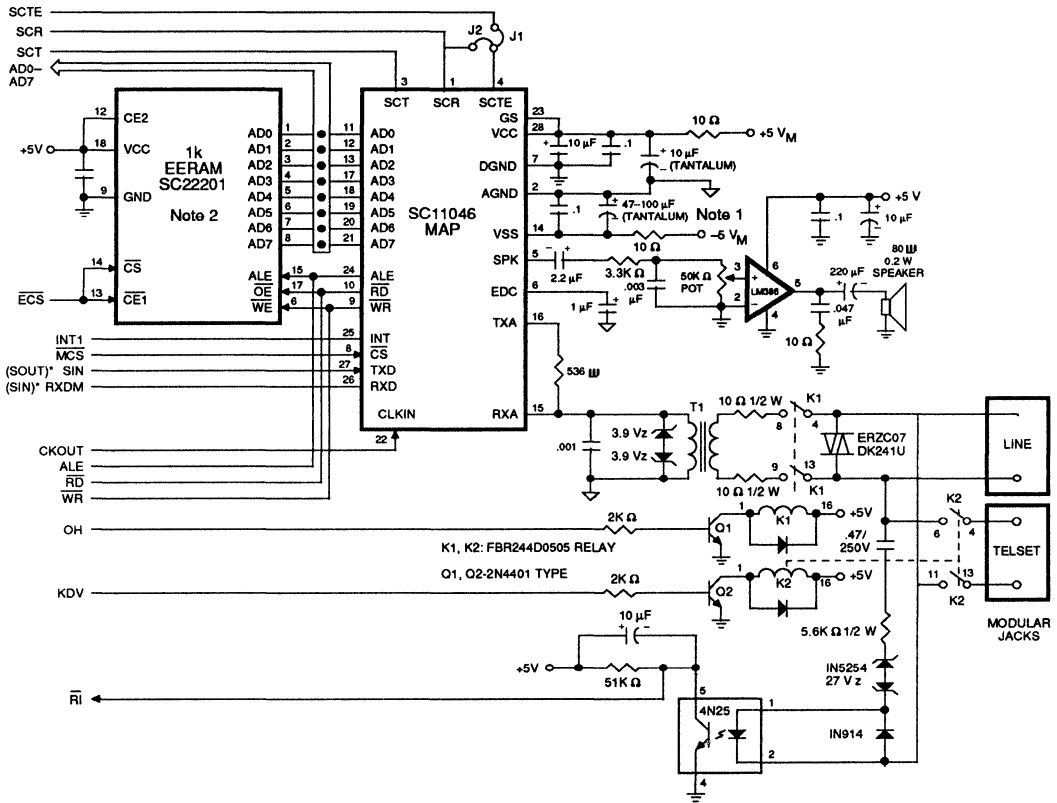 SCTE
SCR
SCT
AD0–
AD7
J2
J1
3
1
4
SCT
SCR
SCTE
12
CE2
+5V
18
VCC
9
GND
1k
EERAM
SC22201
Note 2
14
CS
ECS
13
CE1
AD0
AD1
AD2
AD3
AD4
AD5
AD6
AD7
1
2
3
4
5
6
7
8
ALE
OE
WE
15
17
6
11
12
13
17
18
19
20
21
24
10
9
AD0
AD1
AD2
AD3
AD4
AD5
AD6
AD7
ALE
RD
WR
SC11046
MAP
INT1
25
INT
MCS
8
CS
(SOUT)* SIN
27
TXD
(SIN)* RXDM
26
RXD
CLKIN
22
CKOUT
ALE
RD
WR
GS
23
VCC
28
DGND
7
AGND
2
VSS
14
SPK
5
EDC
6
TXA
16
RXA
15
10 Ω
+5 VM
10 µF
.1
10 µF
(TANTALUM)
.1
47–100 µF
(TANTALUM)
Note 1
10 Ω
–5 VM
2.2 µF
3.3K Ω
.003
µF
50K Ω
POT
1 µF
3
2
6
LM386
5
4
+5 V
.1
10 µF
220 µF
80 Ш
0.2 W
SPEAKER
.047
µF
10 Ω
536 Ш
.001
3.9 Vz
3.9 Vz
T1
10 Ω 1/2 W
K1
8
4
9
13
K1
10 Ω 1/2 W
ERZC07
DK241U
LINE
OH
2K Ω
Q1
1
K1
16
+5V
K1, K2: FBR244D0505 RELAY
Q1, Q2-2N4401 TYPE
KDV
2K Ω
Q2
1
K2
16
+5V
.47/
250V
K2
6
4
11
13
K2
TELSET
MODULAR
JACKS
5.6K Ω 1/2 W
IN5254
27 V z
IN914
10 µF
+5V
51K Ω
RI
5
4N25
1
2
4